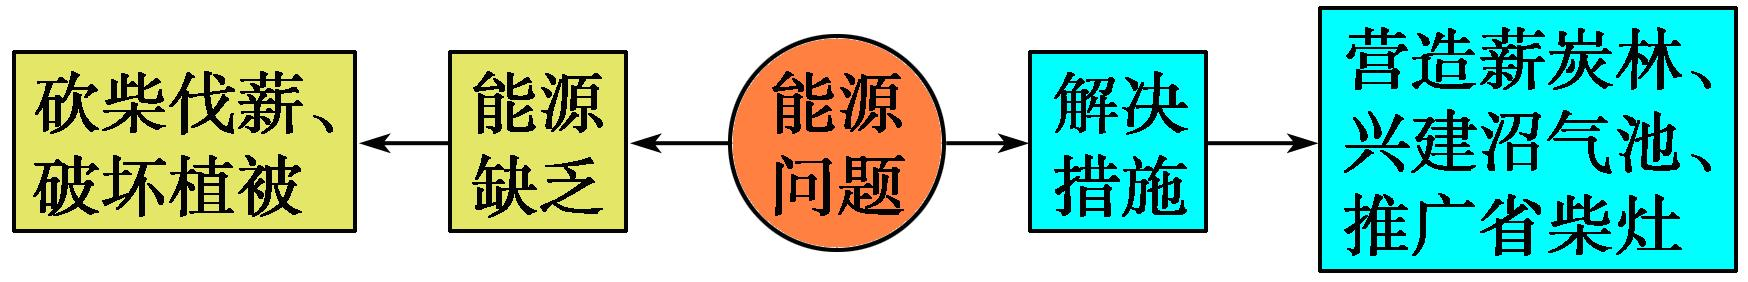 砍柴伐薪、
破坏植被
能源
缺乏
能源
问题
解决
措施
营造薪炭林、
兴建沼气池、
推广省柴灶